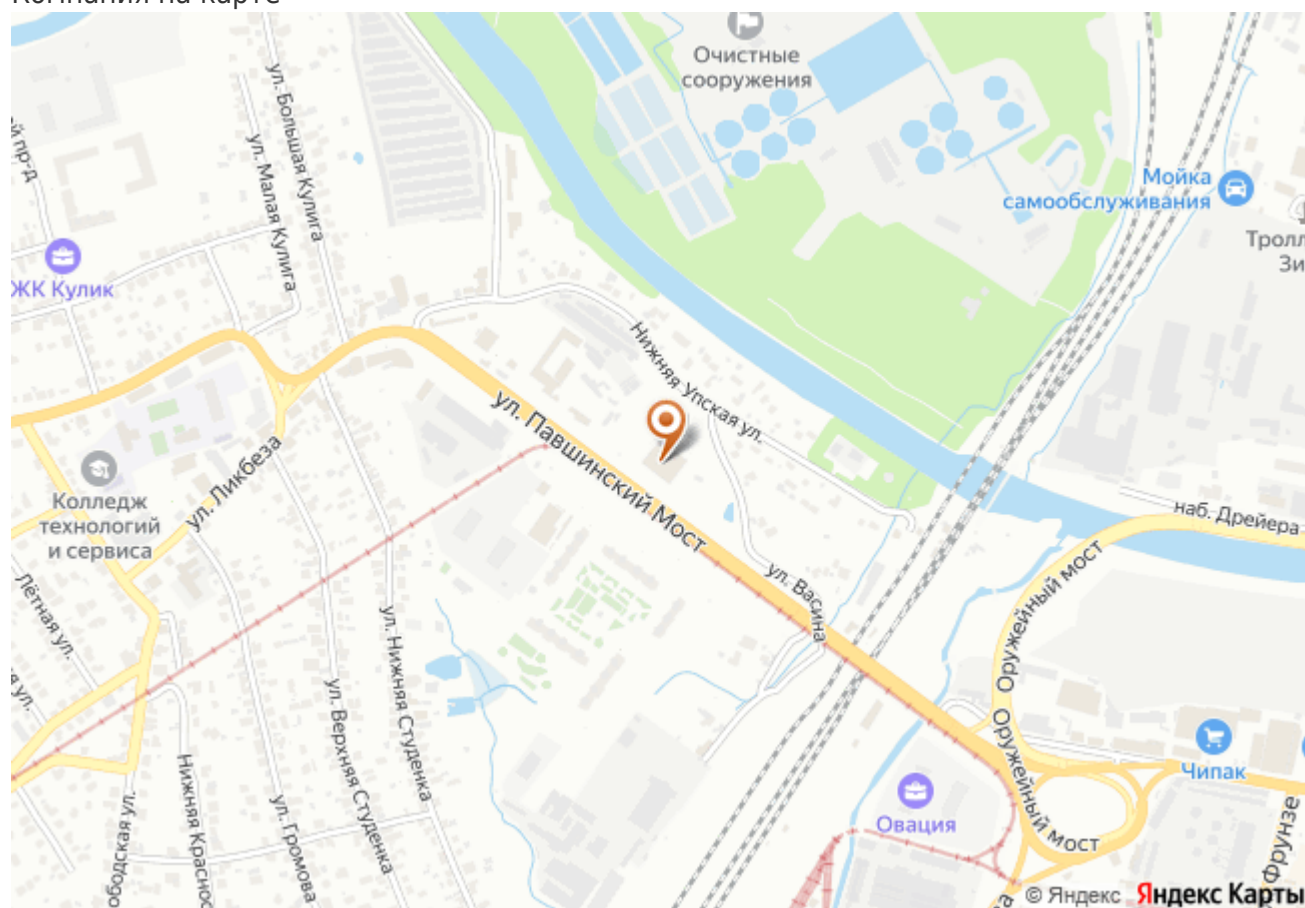 Компания на карте
Очистные
сооружения
ул. Большая Кулига
ул. Малая Кулига
Мойка
самообслуживания
ЖК Кулик
Нижняя Упская ул.
ул. Павшинский Мост
ул. Ликбеза
Колледж
технологий
и сервиса
наб. Дрейера
Оружейный мост
ул. Васина
Лётная ул.
ул. Нижняя Студенка
ул. Верхняя Студенка
Оружейный мост
Чипак
Овация
ул. Громова
© Яндекс Яндекс Карты